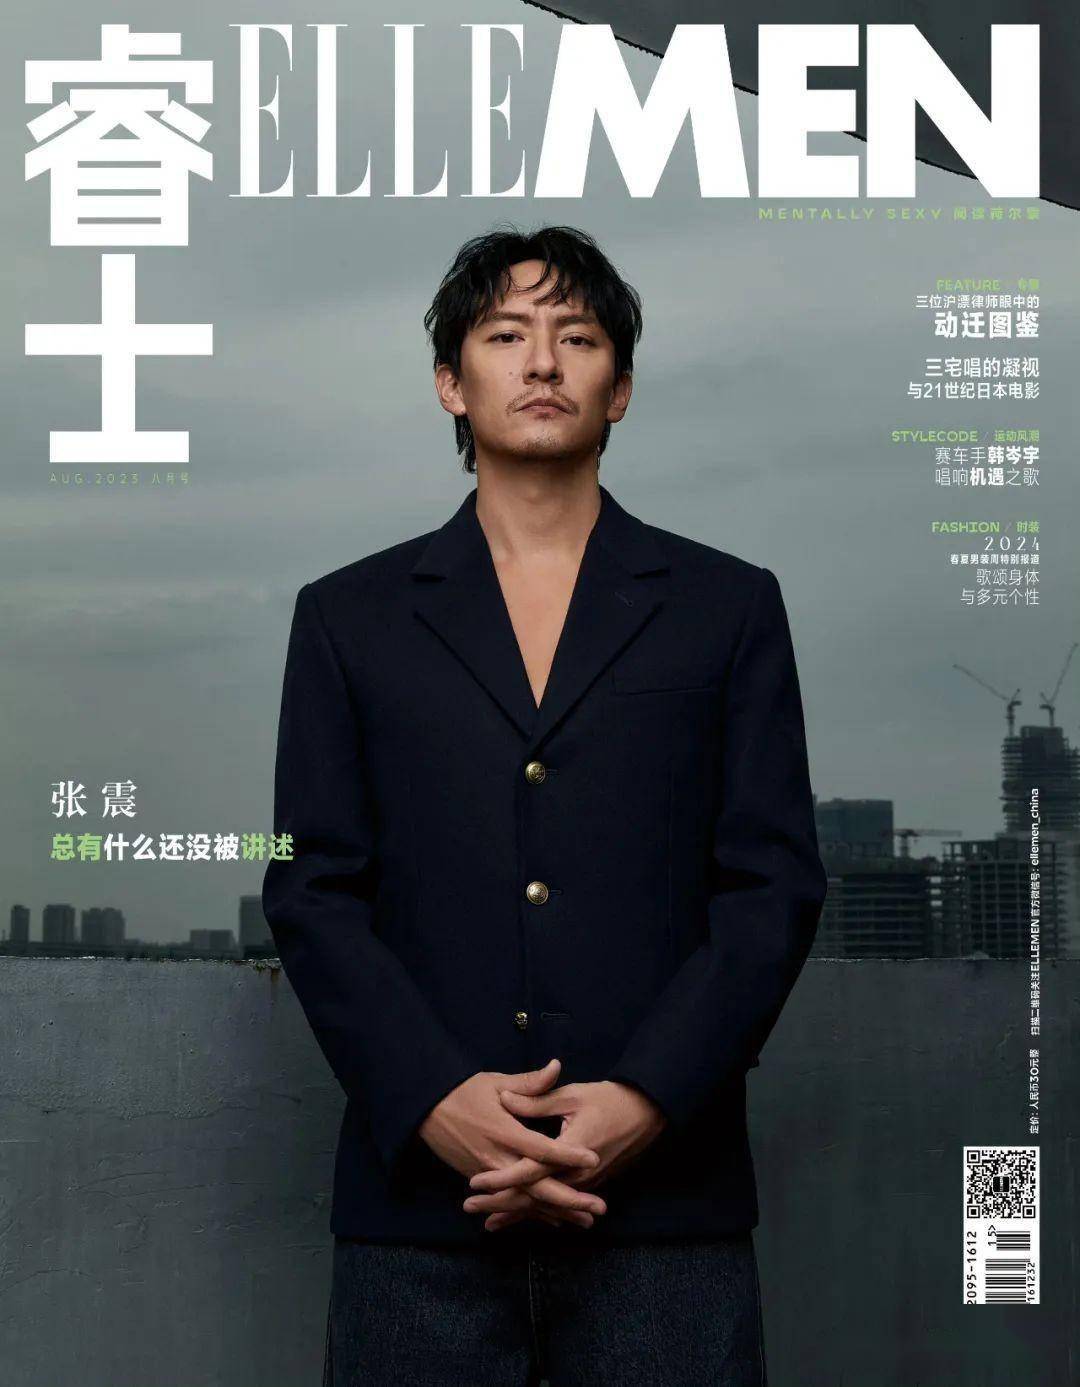 睿士
ELLEMEN
MENTALLY SEXY 阅读荷尔蒙
AUG.2023 八月号
FEATURE / 专题
三位沪漂律师眼中的
动迁图鉴
三宅唱的凝视
与21世纪日本电影
STYLECODE / 运动风潮
赛车手韩岑宇
唱响机遇之歌
FASHION / 时装
2024
春夏男装周特别报道
歌颂身体
与多元个性
张震
总有什么还没被讲述
定价：人民币30元整 扫描二维码关注ELLEMEN官方微信号：ellemen_china
2095-1612
15>
161232